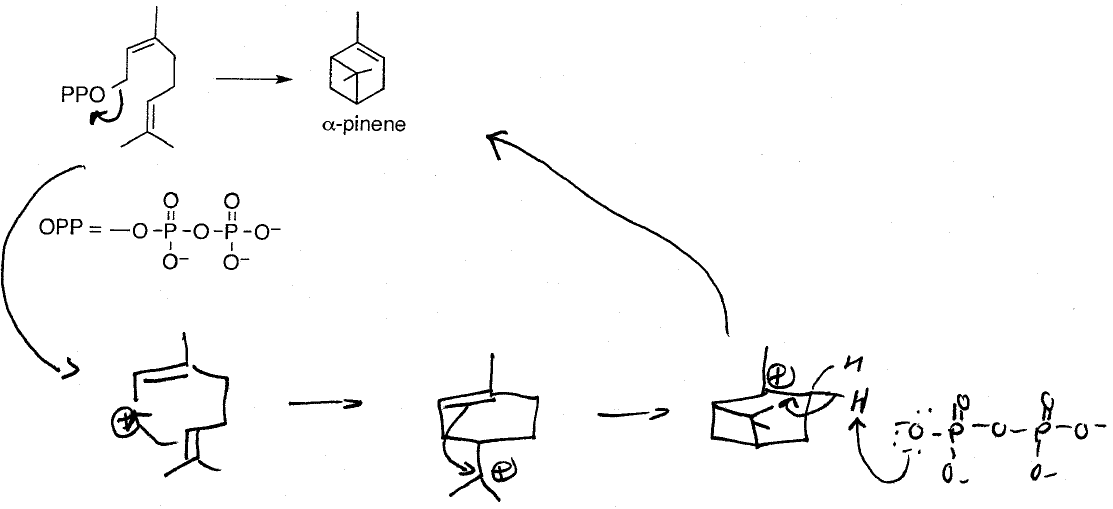 PPO
α-pinene
OPP = —O-P-O-P-O⁻
O O
O⁻ O⁻
⊕
⊕
⊕
H
H
:Ö-P-O-P-O⁻
O O
O- O-